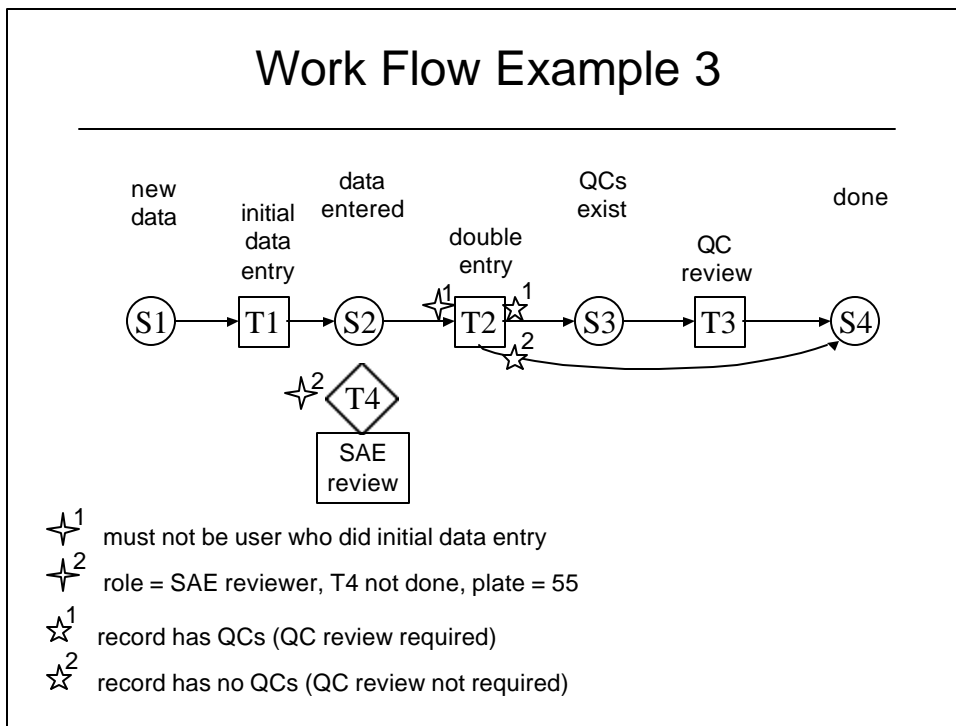 Work Flow Example 3
new
data
initial
data
entry
data
entered
double
entry
QCs
exist
QC
review
done
1
1
2
S1
T1
S2
T2
S3
T3
S4
2
T4
SAE
review
1
must not be user who did initial data entry
2
role = SAE reviewer, T4 not done, plate = 55
1
record has QCs (QC review required)
2
record has no QCs (QC review not required)